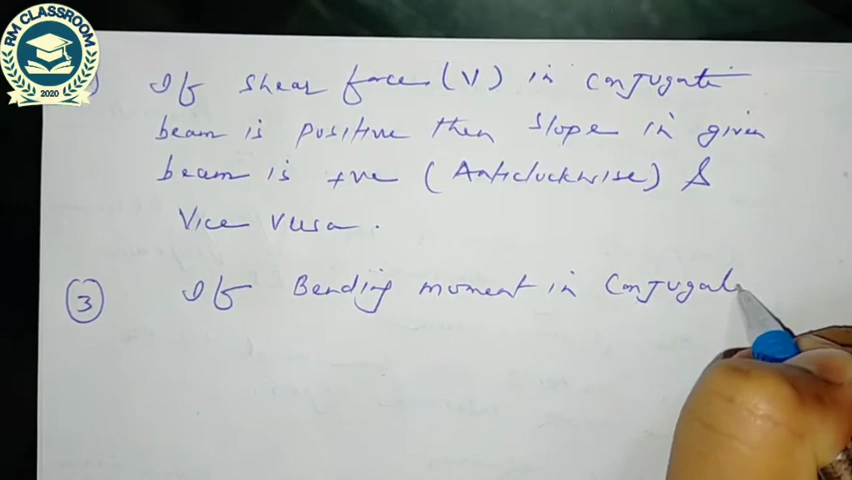 RM CLASSROOM
2020
If shear force (V) in conjugate
beam is positive then slope in given
beam is +ve (Anticlockwise) &
Vice versa.
3 If Bending moment in Conjugate